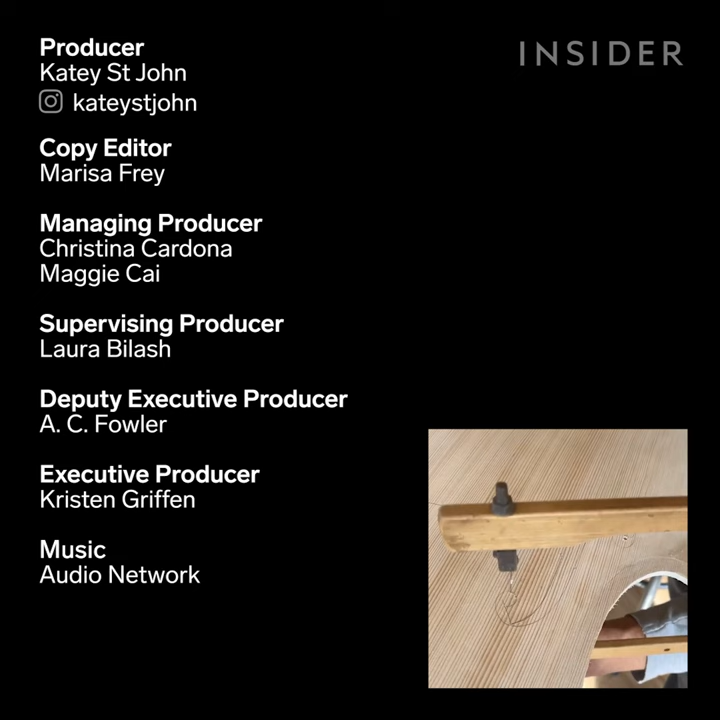 Producer
Katey St John
kateystjohn
INSIDER
Copy Editor
Marisa Frey
Managing Producer
Christina Cardona
Maggie Cai
Supervising Producer
Laura Bilash
Deputy Executive Producer
A. C. Fowler
Executive Producer
Kristen Griffen
Music
Audio Network